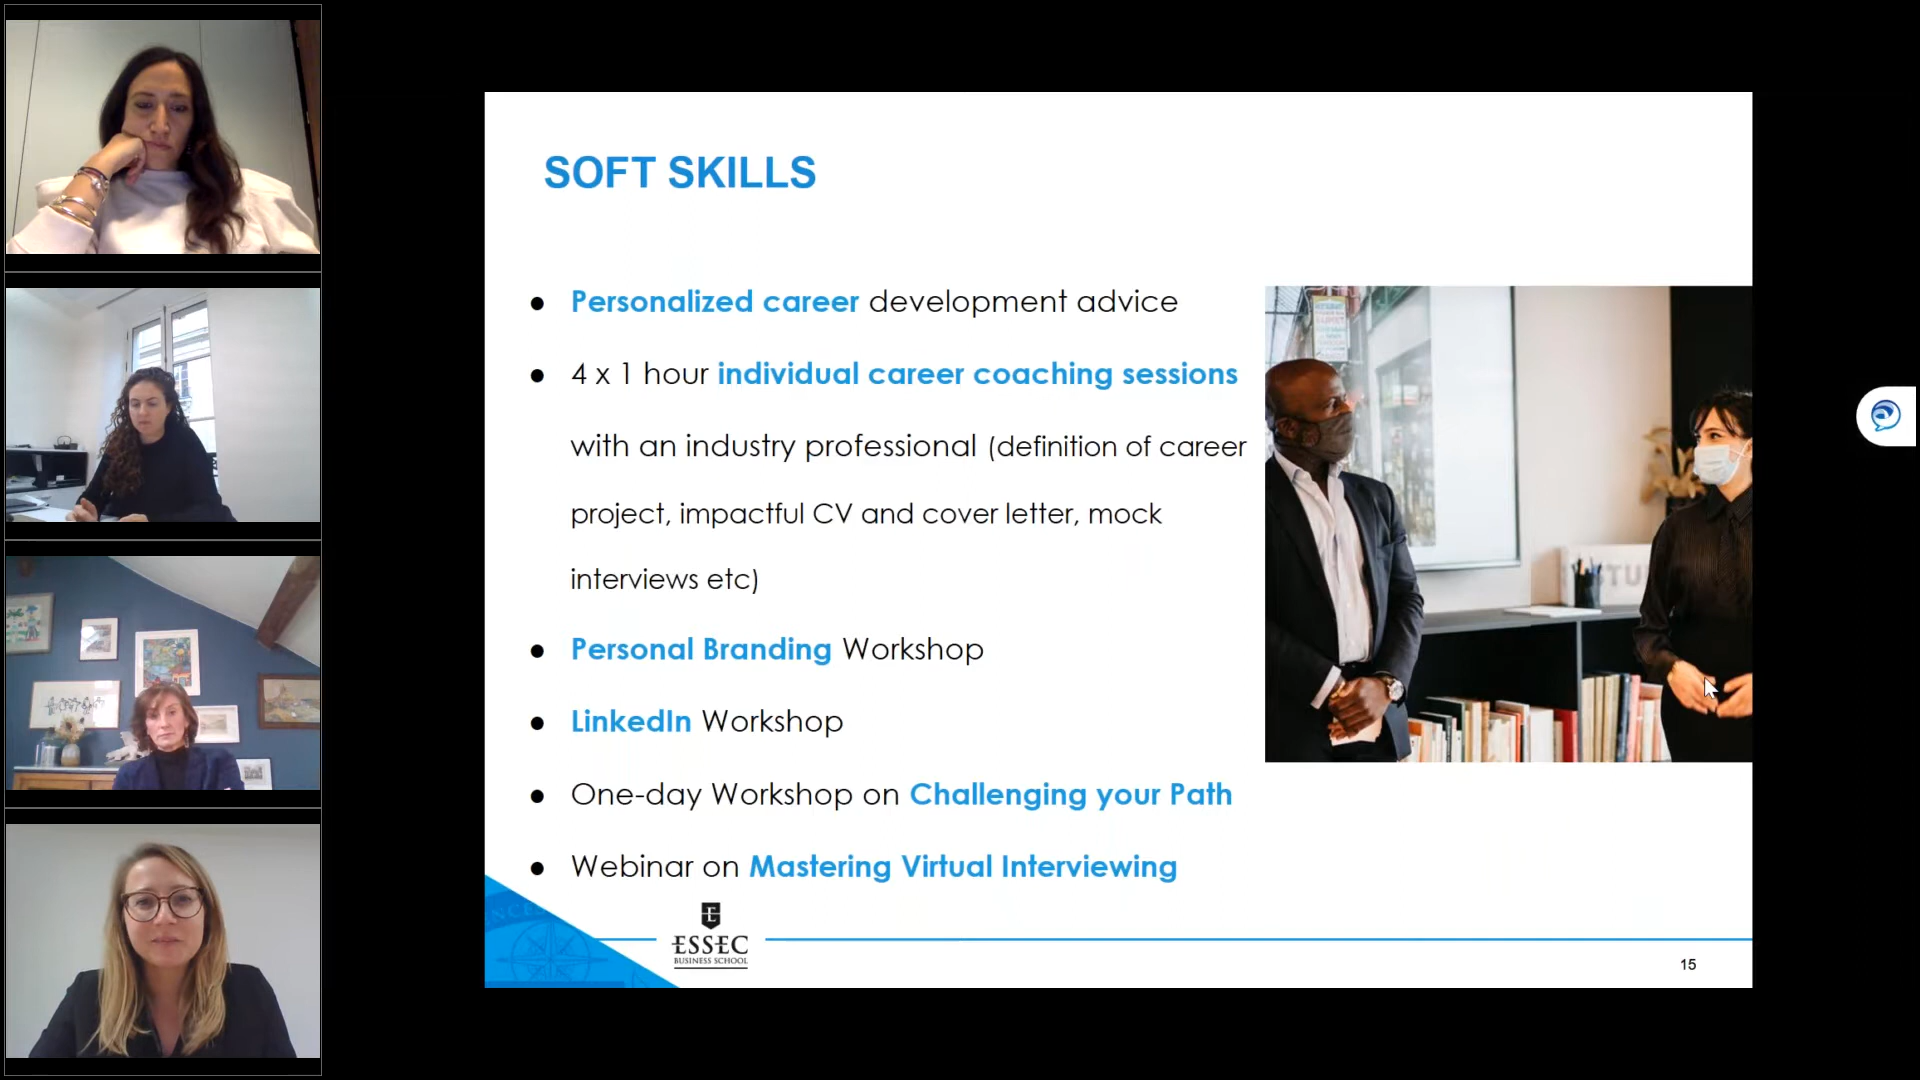 SOFT SKILLS
● Personalized career development advice
● 4 x 1 hour individual career coaching sessions
with an industry professional (definition of career
project, impactful CV and cover letter, mock
interviews etc)
● Personal Branding Workshop
● LinkedIn Workshop
● One-day Workshop on Challenging your Path
● Webinar on Mastering Virtual Interviewing
ESSEC
BUSINESS SCHOOL
15